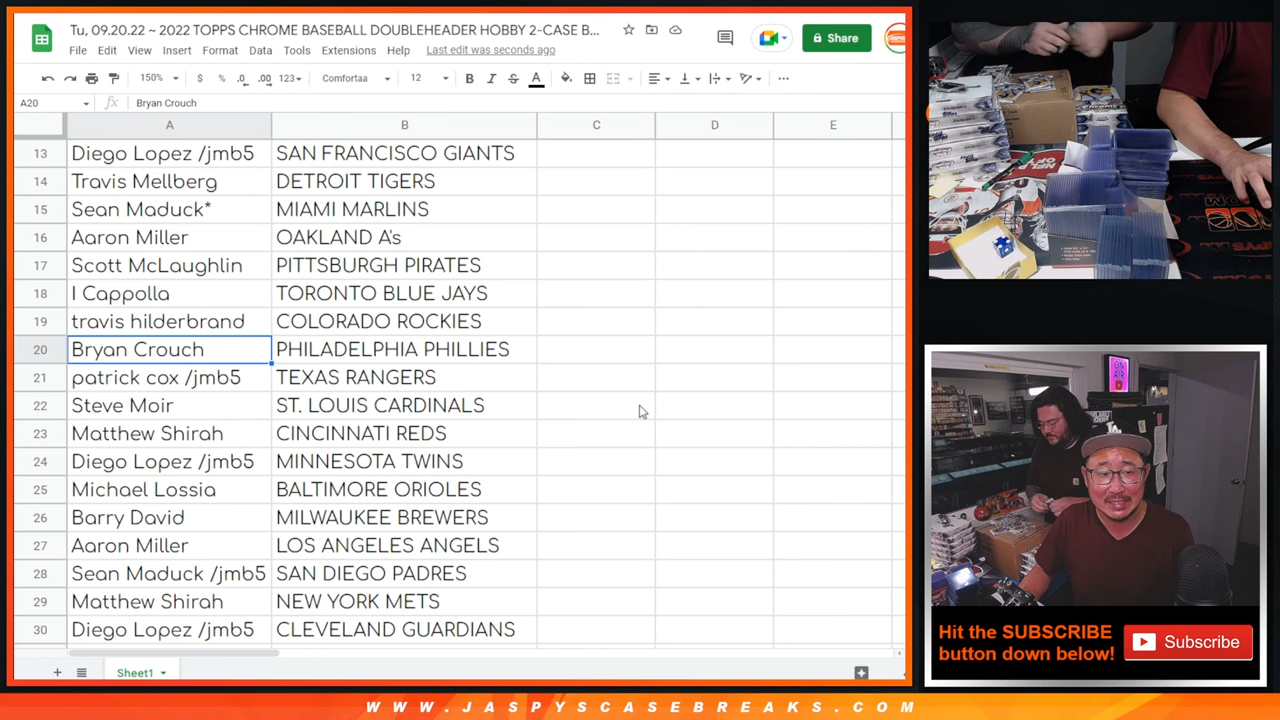 Tu, 09.20.22 ~ 2022 TOPPS CHROME BASEBALL DOUBLEHEADER HOBBY 2-CASE B...
File Edit View Insert Format Data Tools Extensions Help Last edit was seconds ago
Share
150% $ % .0 .00 123 Comfortaa 12 B I S A
A20 fx Bryan Crouch
A B C D E
13 Diego Lopez /jmb5 SAN FRANCISCO GIANTS
14 Travis Mellberg DETROIT TIGERS
15 Sean Maduck* MIAMI MARLINS
16 Aaron Miller OAKLAND A's
17 Scott McLaughlin PITTSBURGH PIRATES
18 I Cappolla TORONTO BLUE JAYS
19 travis hilderbrand COLORADO ROCKIES
20 Bryan Crouch PHILADELPHIA PHILLIES
21 patrick cox /jmb5 TEXAS RANGERS
22 Steve Moir ST. LOUIS CARDINALS
23 Matthew Shirah CINCINNATI REDS
24 Diego Lopez /jmb5 MINNESOTA TWINS
25 Michael Lossia BALTIMORE ORIOLES
26 Barry David MILWAUKEE BREWERS
27 Aaron Miller LOS ANGELES ANGELS
28 Sean Maduck /jmb5 SAN DIEGO PADRES
29 Matthew Shirah NEW YORK METS
30 Diego Lopez /jmb5 CLEVELAND GUARDIANS
Sheet1
ON AIR
Hit the SUBSCRIBE
button down below!
Subscribe
WWW.JASPYSCASEBREAKS.COM